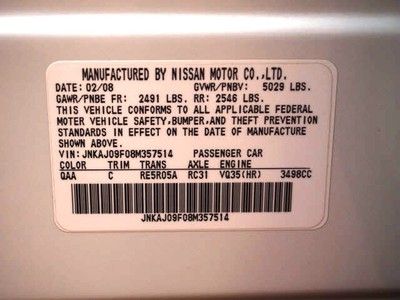 MANUFACTURED BY NISSAN MOTOR CO.,LTD.
DATE: 02/08 GVWR/PNBV: 5029 LBS.
GAWR/PNBE FR: 2491 LBS. RR: 2546 LBS.
THIS VEHICLE CONFORMS TO ALL APPLICABLE FEDERAL
MOTOR VEHICLE SAFETY,BUMPER,AND THEFT PREVENTION
STANDARDS IN EFFECT ON THE DATE OF MANUFACTURE
SHOWN ABOVE.
VIN: JNKAJ09F08M357514 PASSENGER CAR
COLOR TRIM TRANS AXLE ENGINE
QAA C RE5R05A RC31 VQ35(HR) 3498CC
JNKAJ09F08M357514